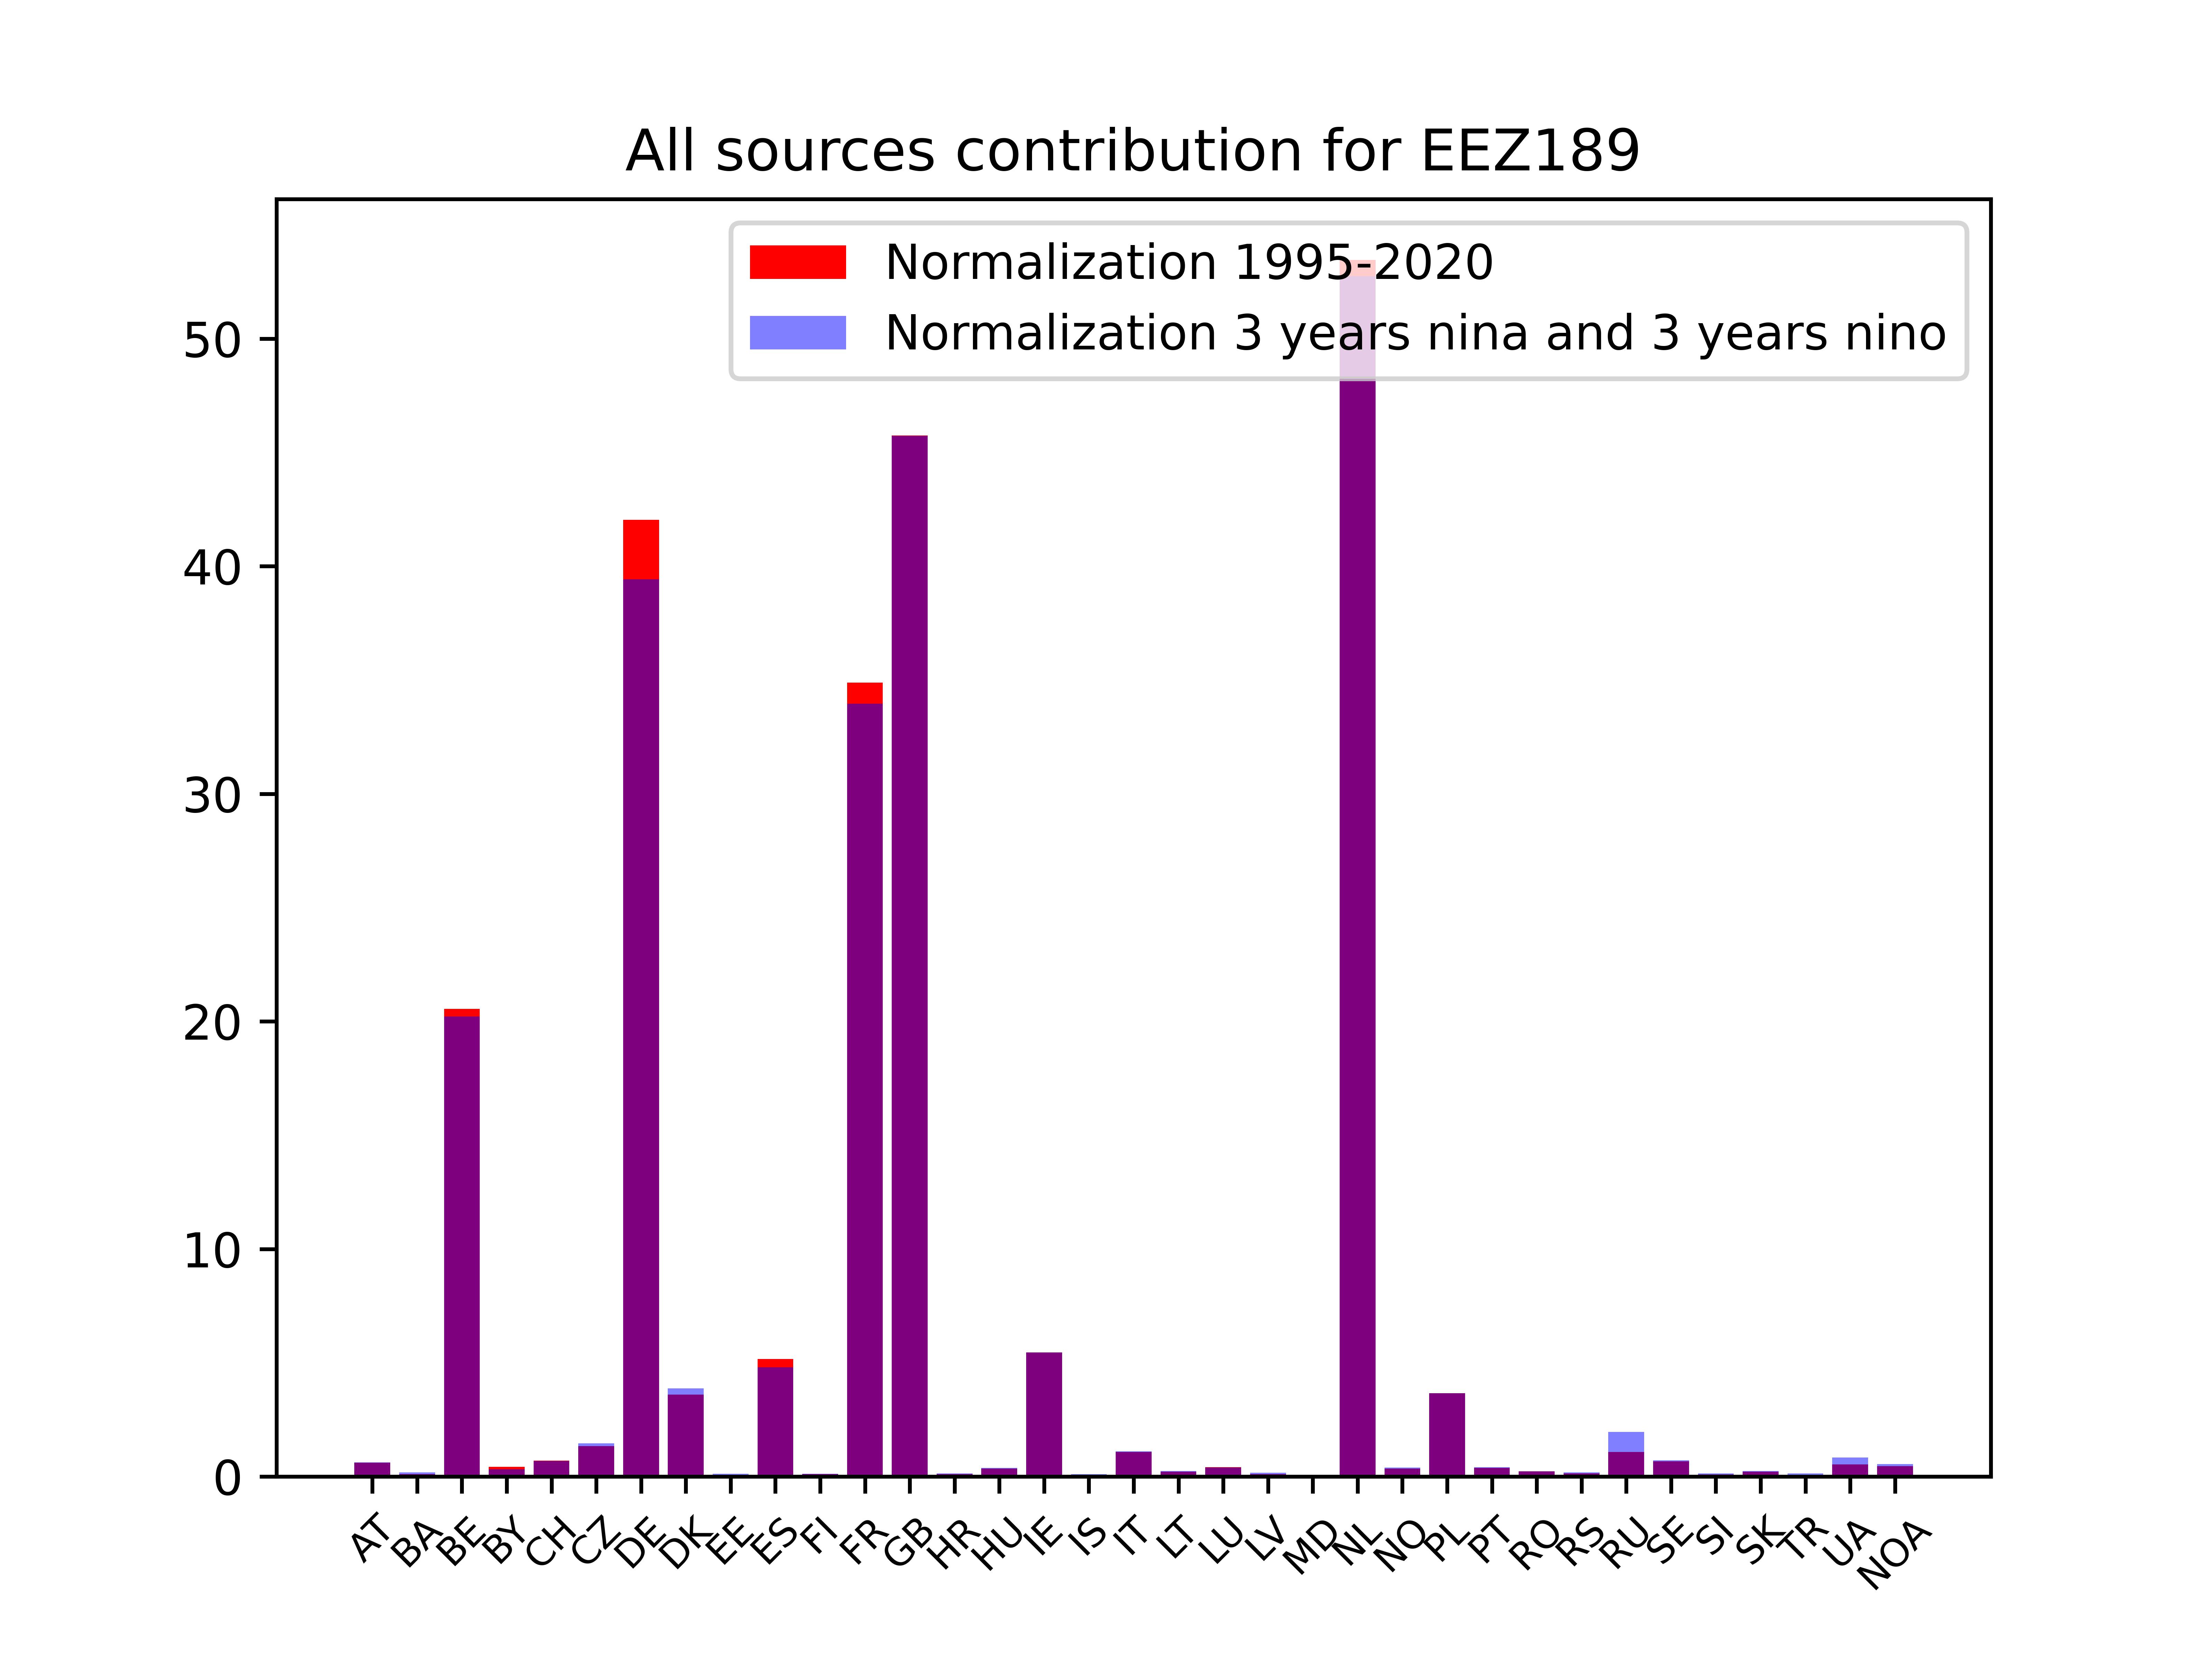 All sources contribution for EEZ189
Normalization 1995-2020
Normalization 3 years nina and 3 years nino
50
40
30
20
10
0
AT BA BE BY CH CZ DE DK EE ES FI FR GB HR HU IE IS IT LT LU LV MD NL NO PL PT RO RS RU SE SI SK TR UA NOA